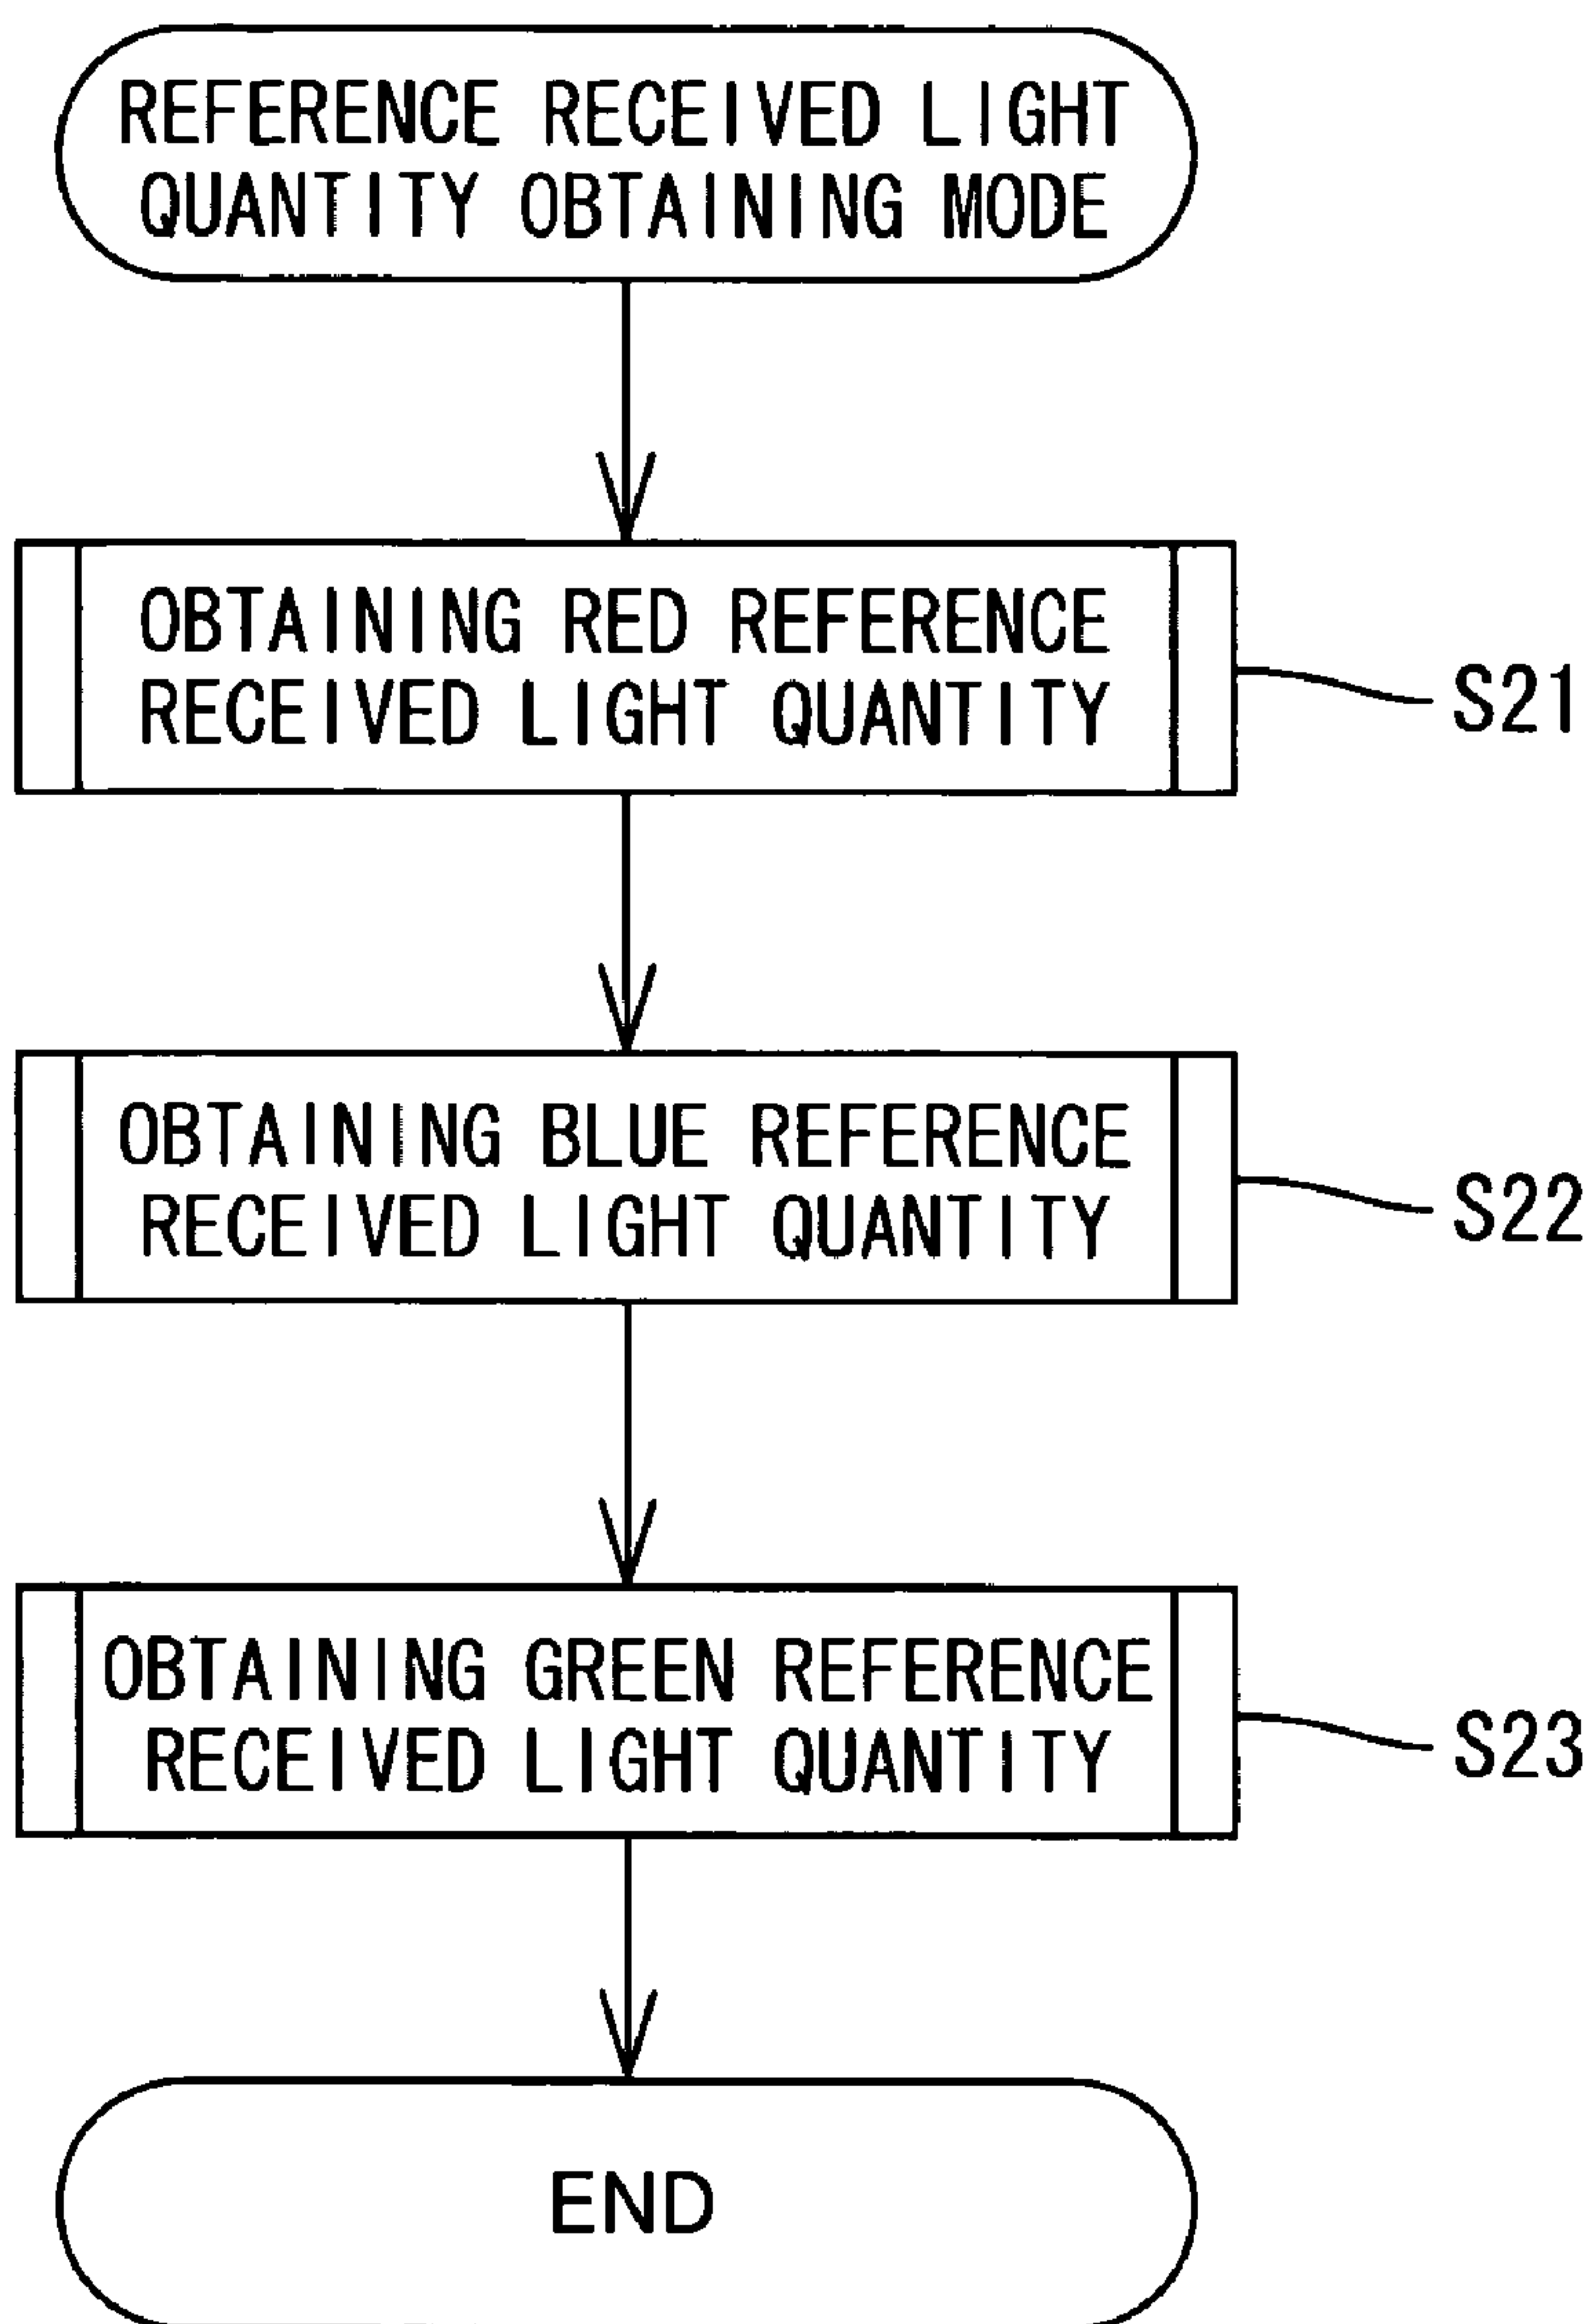 REFERENCE RECEIVED LIGHT
QUANTITY OBTAINING MODE
OBTAINING RED REFERENCE
RECEIVED LIGHT QUANTITY
S21
OBTAINING BLUE REFERENCE
RECEIVED LIGHT QUANTITY
S22
OBTAINING GREEN REFERENCE
RECEIVED LIGHT QUANTITY
S23
END